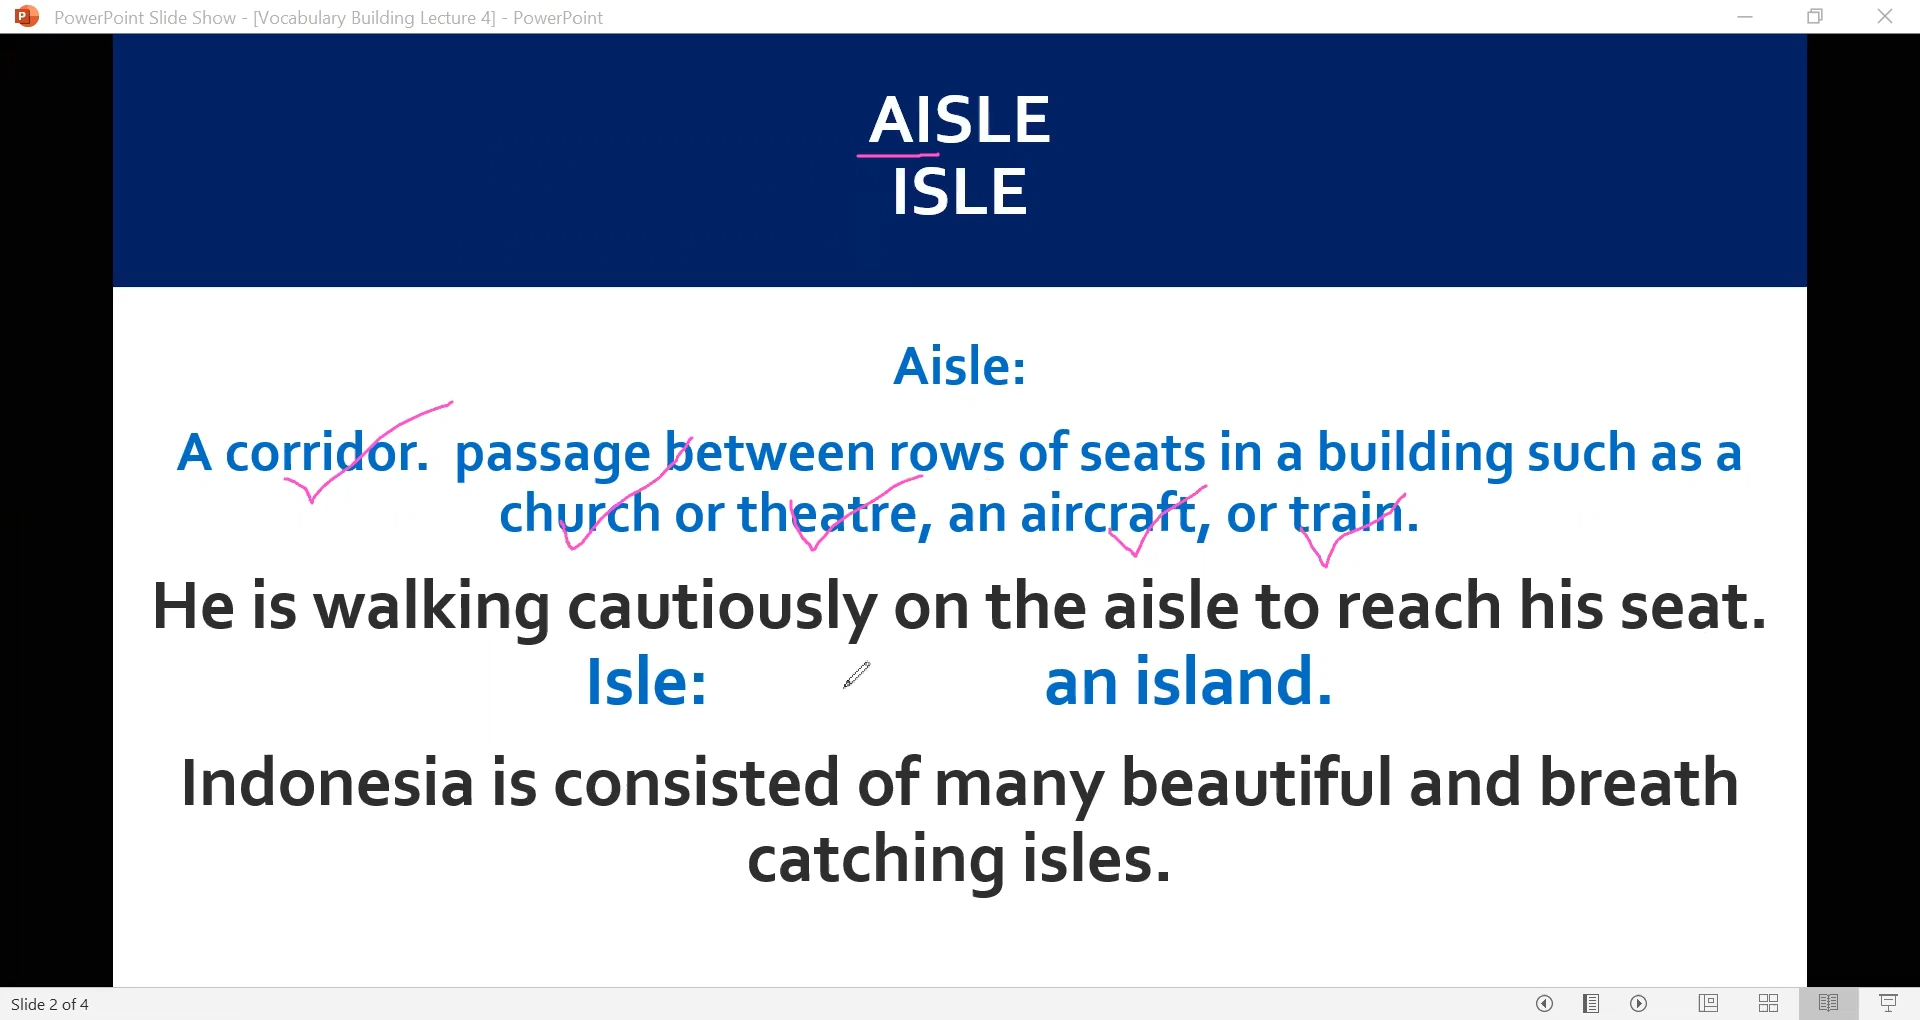 PowerPoint Slide Show - [Vocabulary Building Lecture 4] - PowerPoint
AISLE
ISLE
Aisle:
A corridor.  passage between rows of seats in a building such as a
church or theatre, an aircraft, or train.
He is walking cautiously on the aisle to reach his seat.
Isle: an island.
Indonesia is consisted of many beautiful and breath
catching isles.
Slide 2 of 4